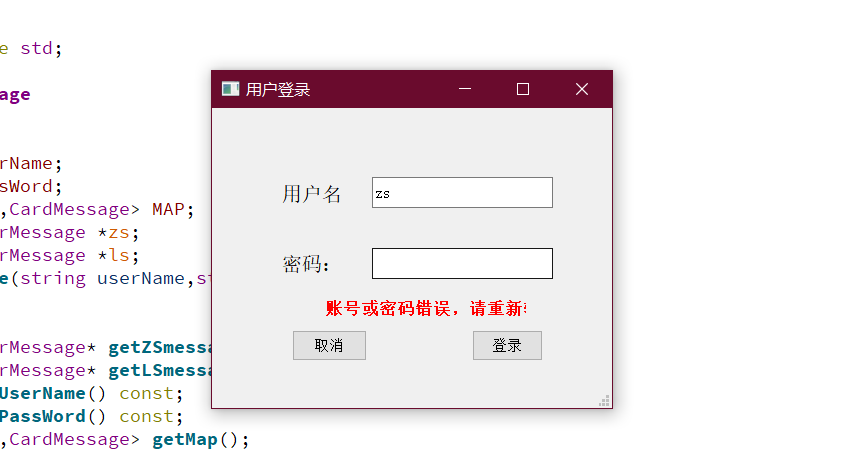 e std;
age
rName;
sWord;
,CardMessage> MAP;
rMessage *zs;
rMessage *ls;
e(string userName,st
rMessage* getZSmessa
rMessage* getLSmessa
UserName() const;
PassWord() const;
,CardMessage> getMap();
用户登录
用户名
zs
密码：
账号或密码错误，请重新
取消
登录